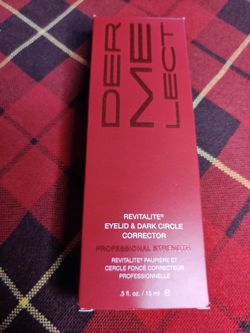 DER
ME
LECT
REVITALITE®
EYELID & DARK CIRCLE
CORRECTOR
PROFESSIONAL STRENGTH
REVITALITE® PAUPIÈRE ET
CERCLE FONCÉ CORRECTEUR
PROFESSIONNELLE
.5 fl. oz. / 15 ml ℮